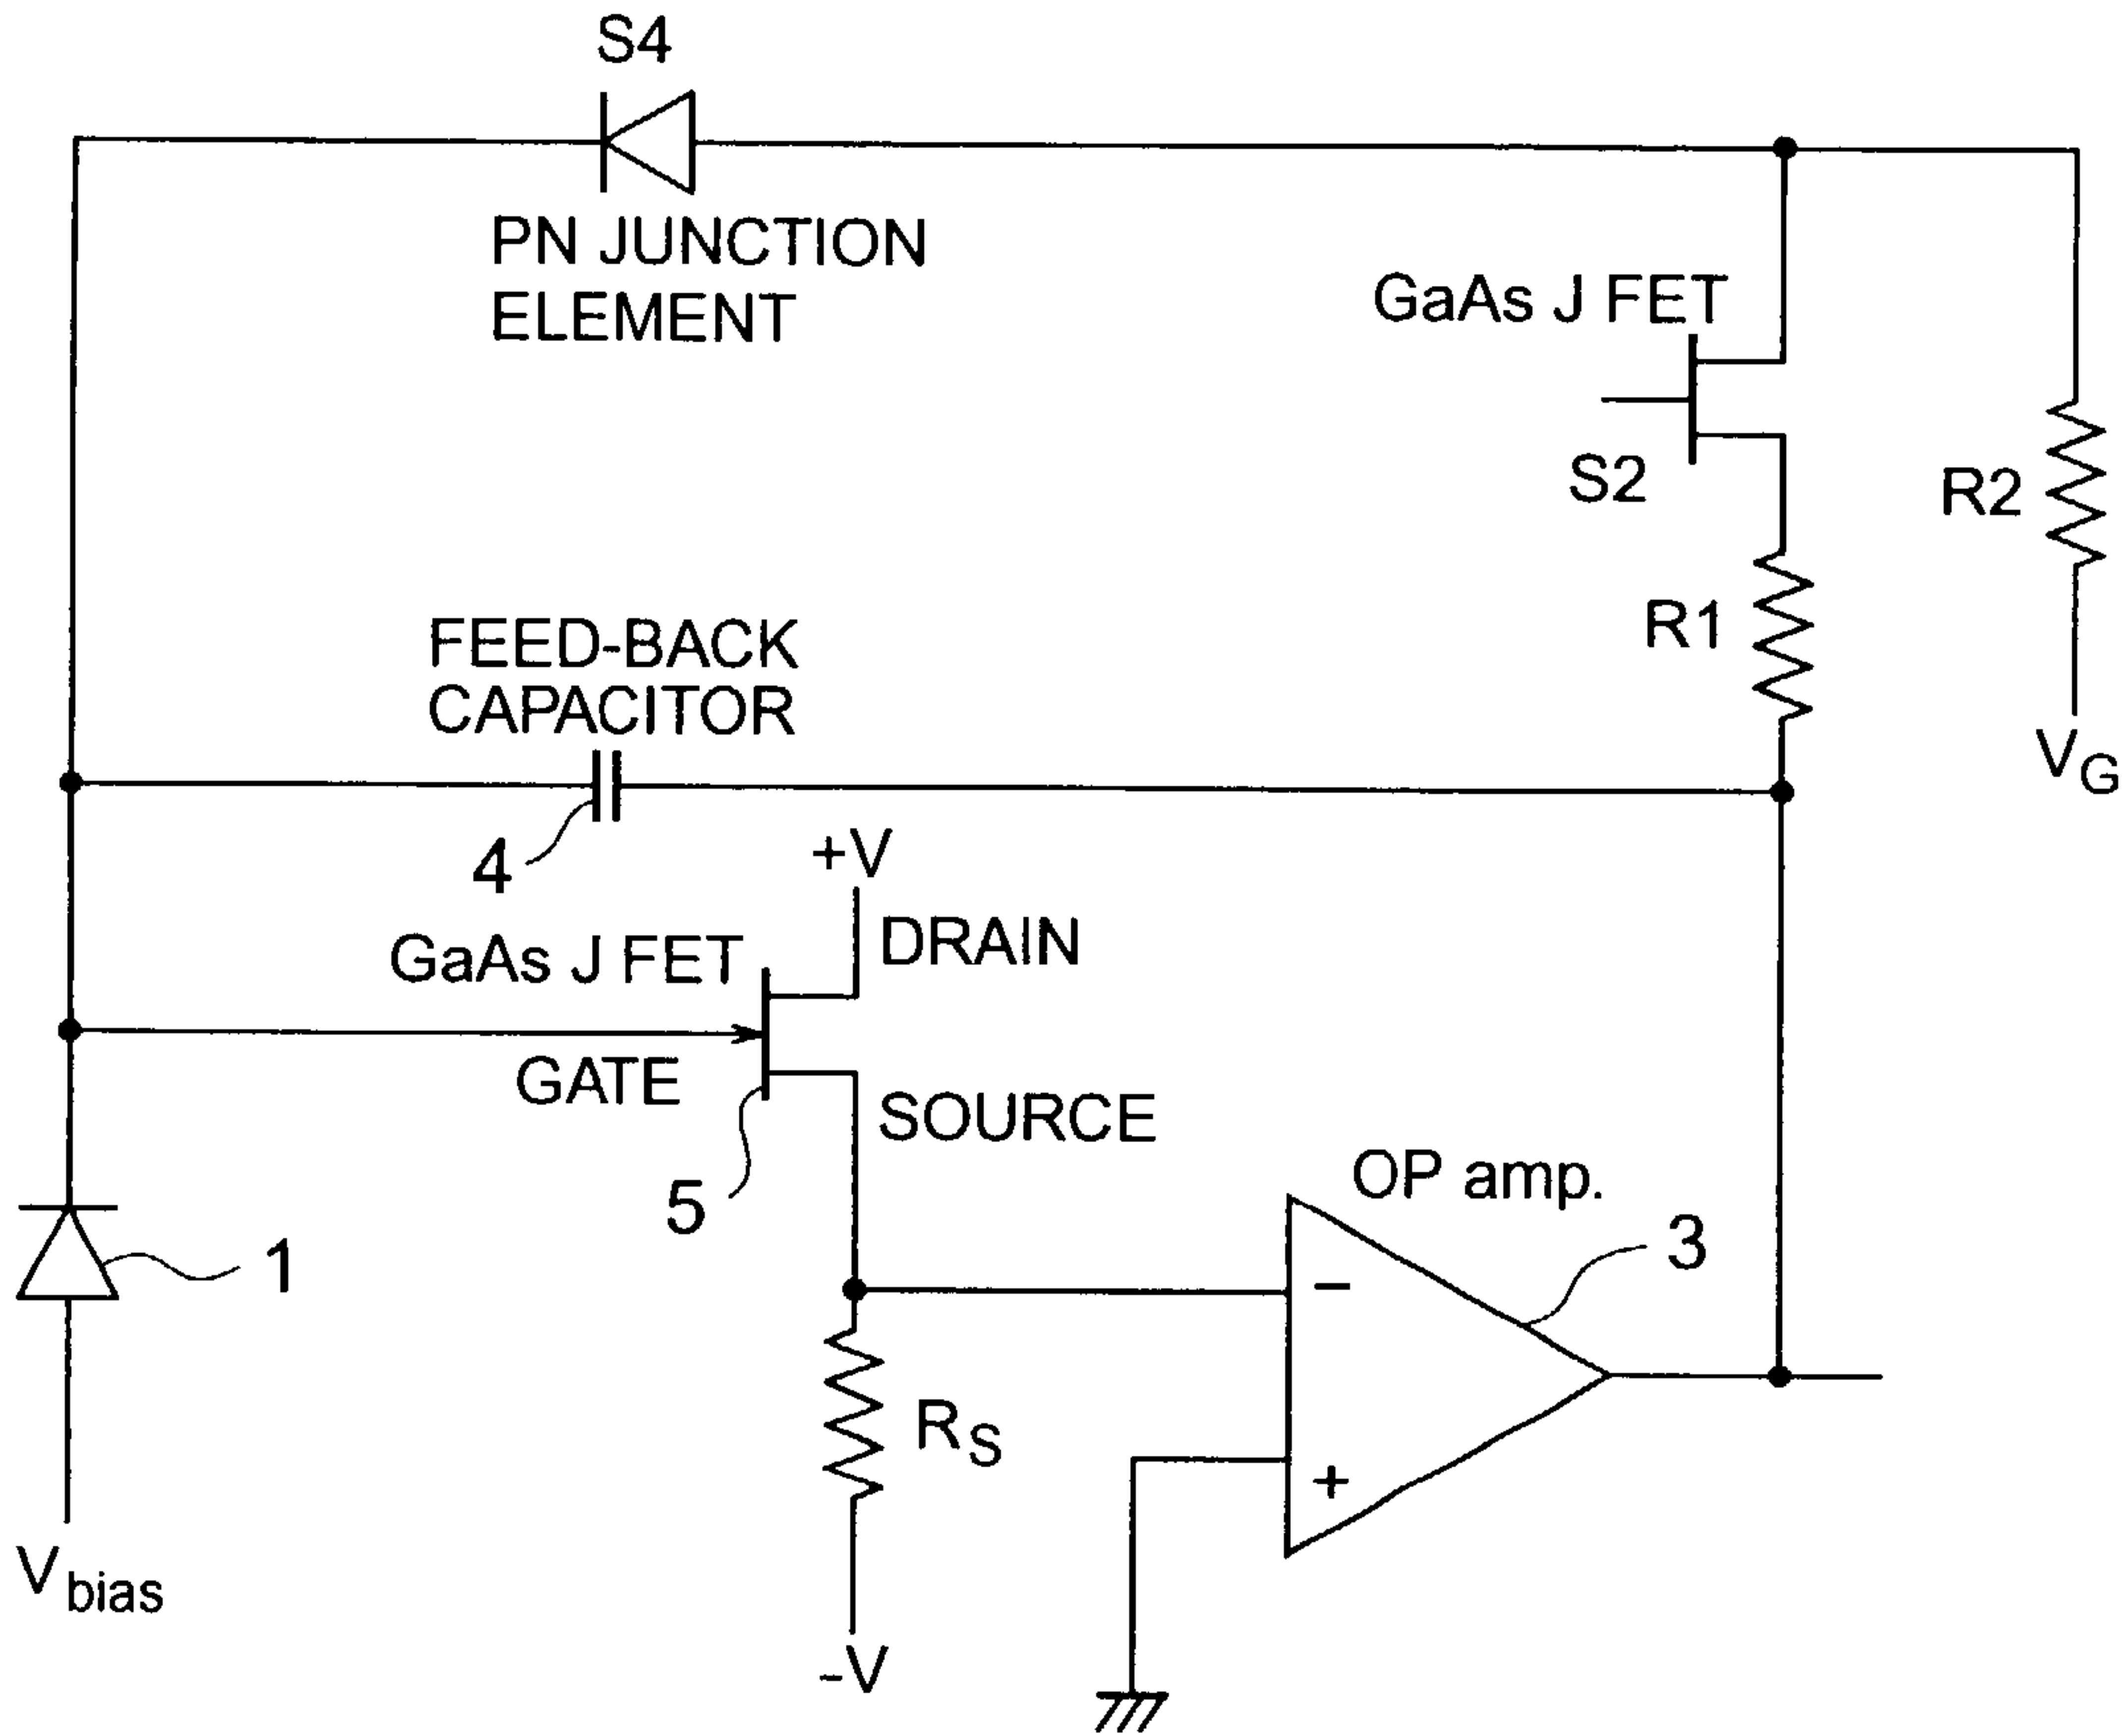 S4
PN JUNCTION
ELEMENT
GaAs J FET
S2
R2
R1
VG
FEED-BACK
CAPACITOR
4
+V
DRAIN
GaAs J FET
GATE
5
SOURCE
OP amp.
3
1
−
+
RS
Vbias
-V